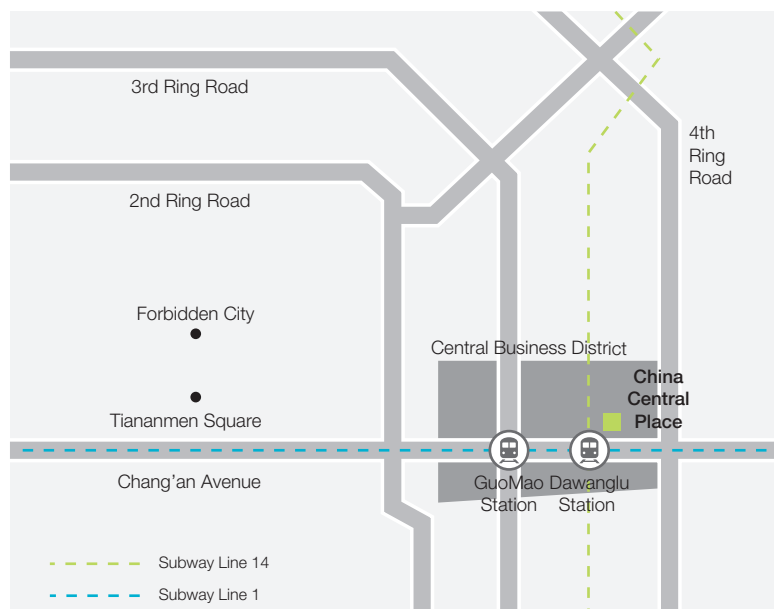 3rd Ring Road
4th
Ring
Road
2nd Ring Road
Forbidden City
Central Business District
China
Central
Place
Tiananmen Square
Chang’an Avenue
GuoMao
Station
Dawanglu
Station
Subway Line 14
Subway Line 1